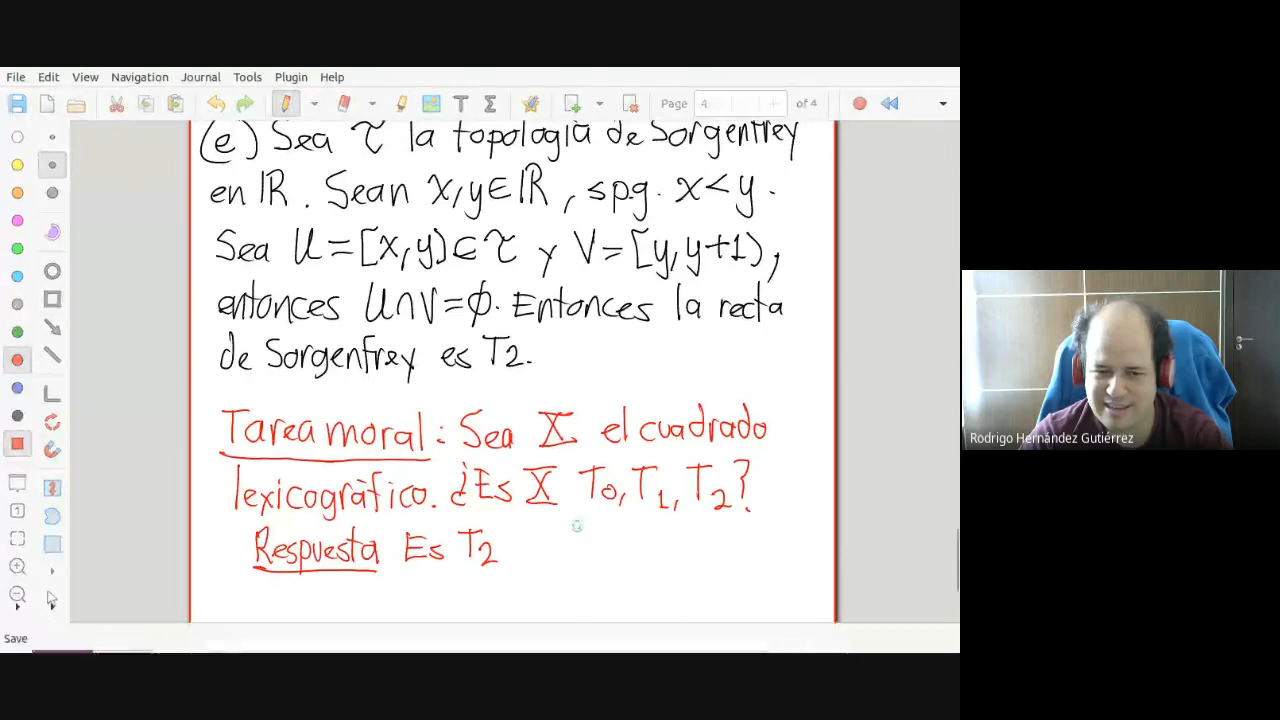 File Edit View Navigation Journal Tools Plugin Help
Page 4 of 4
(e) Sea τ la topología de Sorgenfrey
en ℝ. Sean x,y∈ℝ, spg. x<y.
Sea U=[x,y)∈τ y V=[y,y+1),
entonces U∩V=∅. Entonces la recta
de Sorgenfrey es T2.
Tarea moral: Sea X el cuadrado
lexicográfico. ¿Es X T0, T1, T2?
Respuesta Es T2
Save
Rodrigo Hernández Gutiérrez